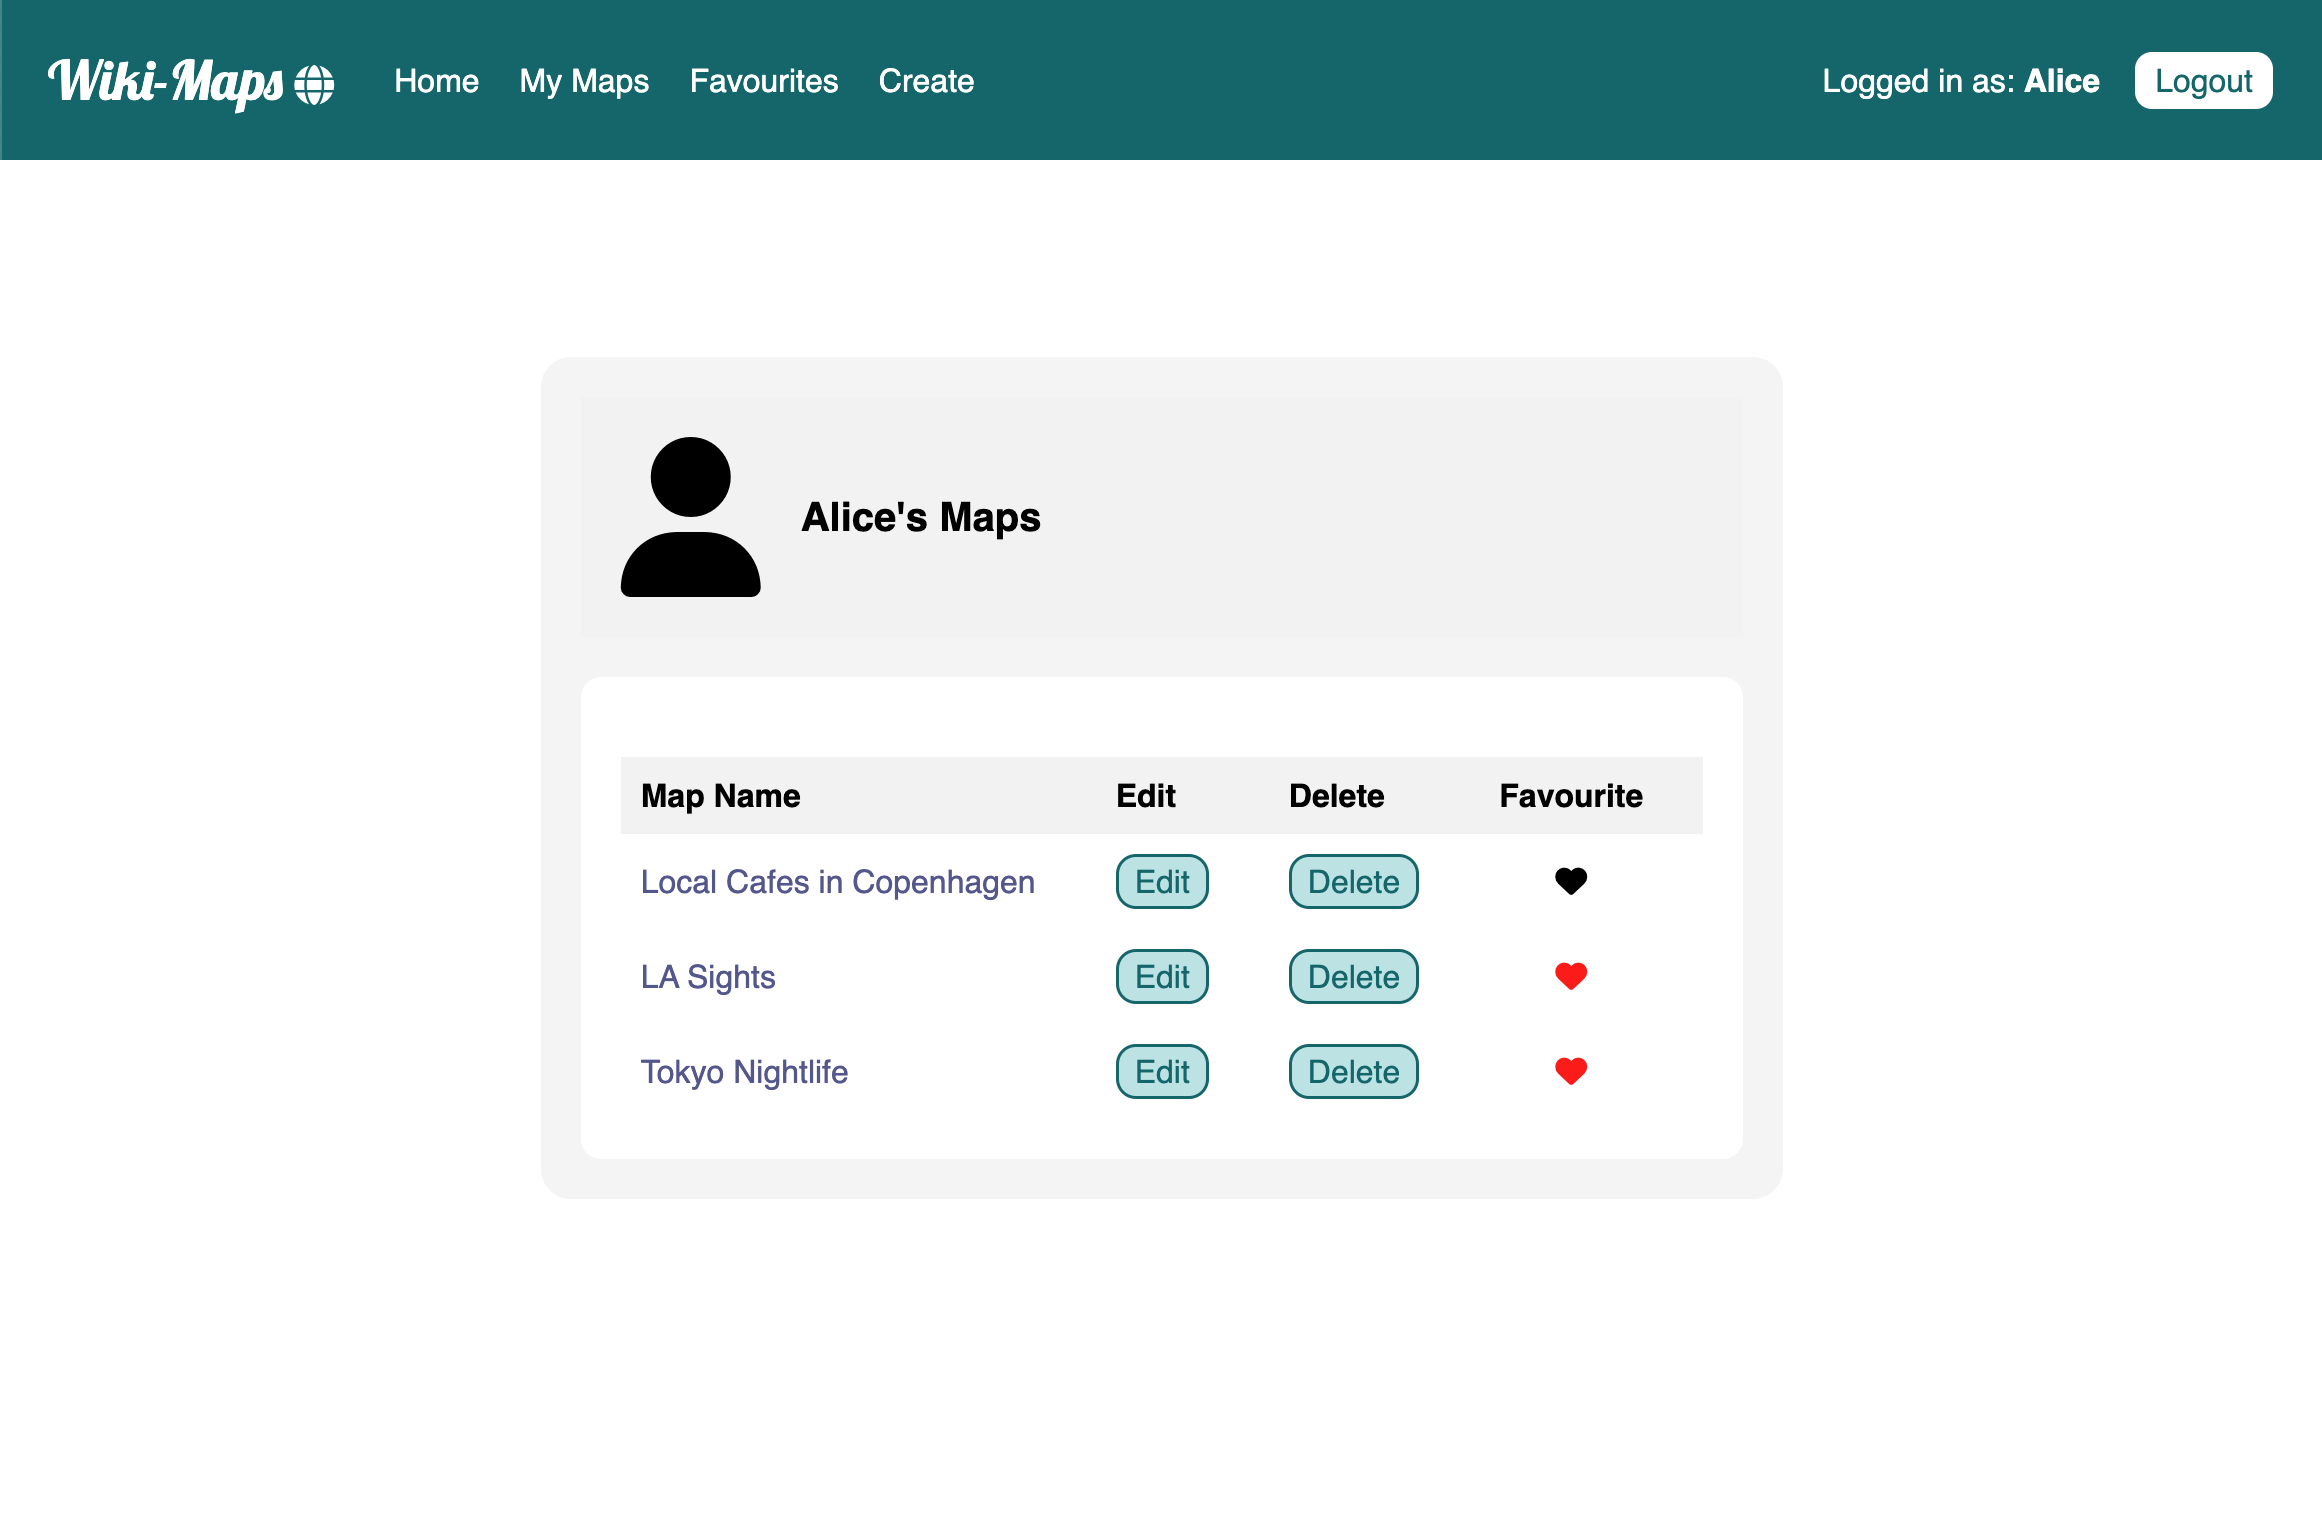 Wiki-Maps Home My Maps Favourites Create Logged in as: Alice Logout
Alice's Maps
Map Name Edit Delete Favourite
Local Cafes in Copenhagen Edit Delete
LA Sights Edit Delete
Tokyo Nightlife Edit Delete